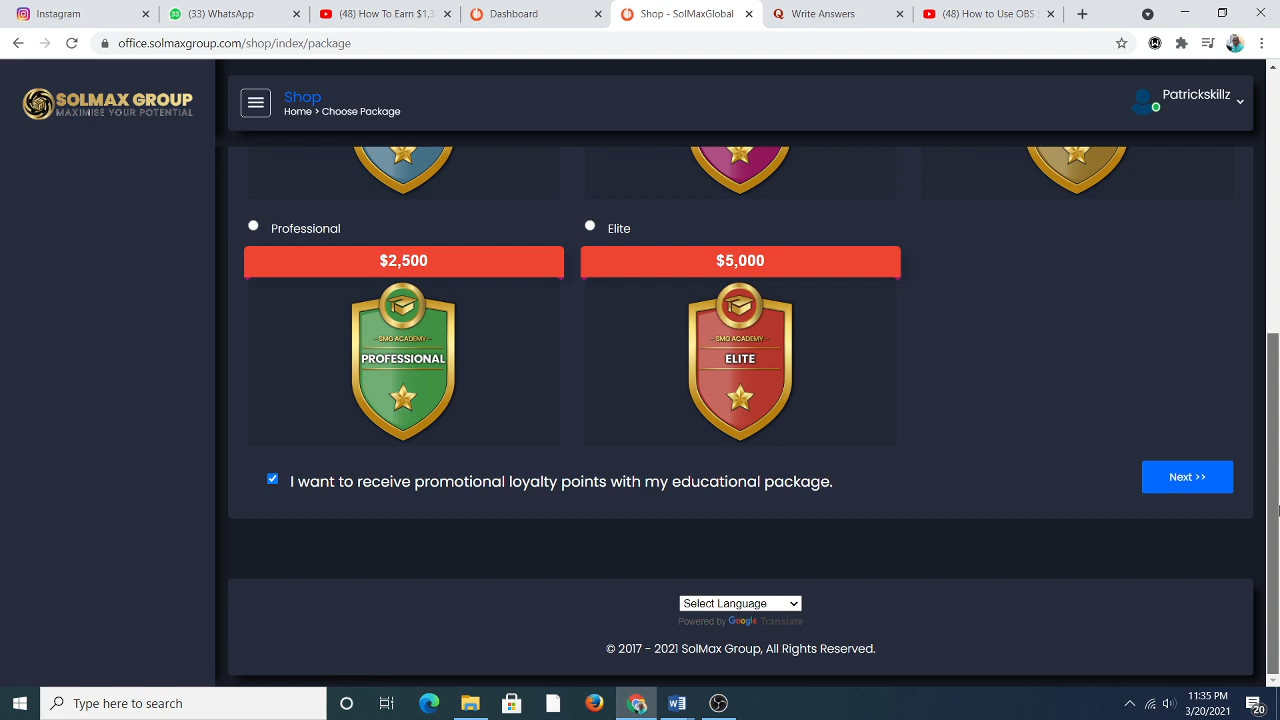 Instagram
(33) WhatsApp
(48) How To Earn $1,3
Dashboard
Shop - SolMaxGlobal
Write Answers
(48) How to Use OBS
office.solmaxgroup.com/shop/index/package
SOLMAX GROUP
MAXIMISE YOUR POTENTIAL
Shop
Home > Choose Package
Patrickskillz
Professional
Elite
$2,500
$5,000
SMG ACADEMY
PROFESSIONAL
SMG ACADEMY
ELITE
I want to receive promotional loyalty points with my educational package.
Next >>
Select Language
Powered by Google Translate
© 2017 - 2021 SolMax Group, All Rights Reserved.
Type here to search
11:35 PM
3/20/2021
20